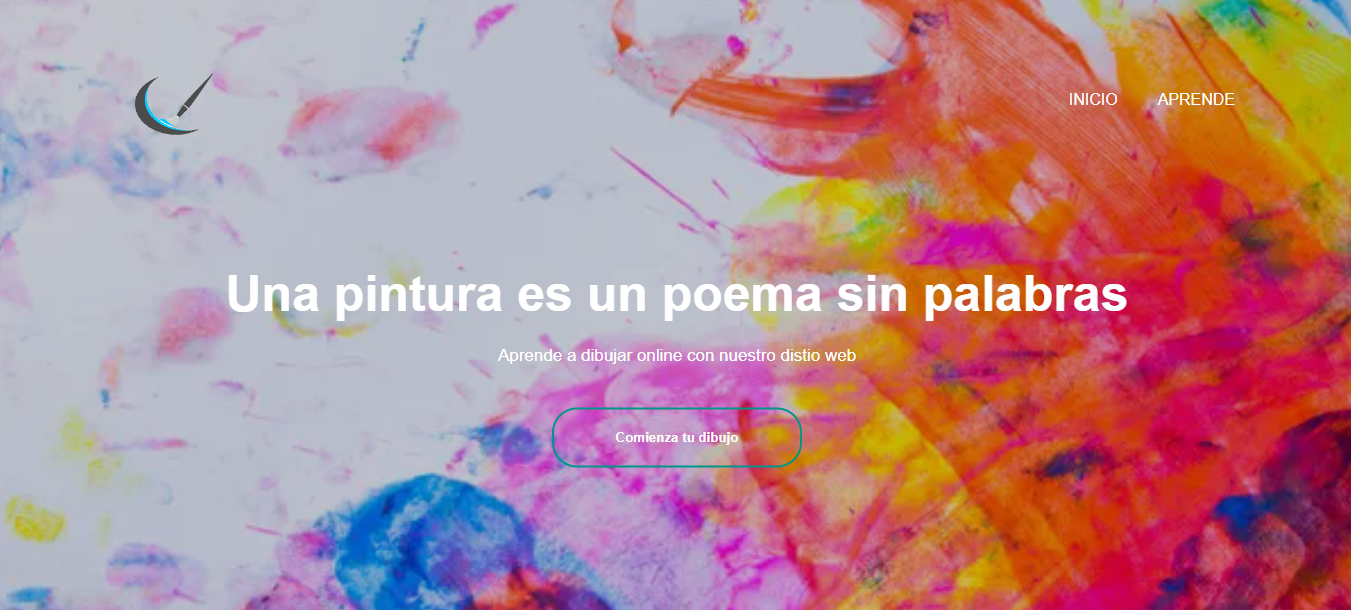 INICIO APRENDE
Una pintura es un poema sin palabras
Aprende a dibujar online con nuestro distio web
Comienza tu dibujo